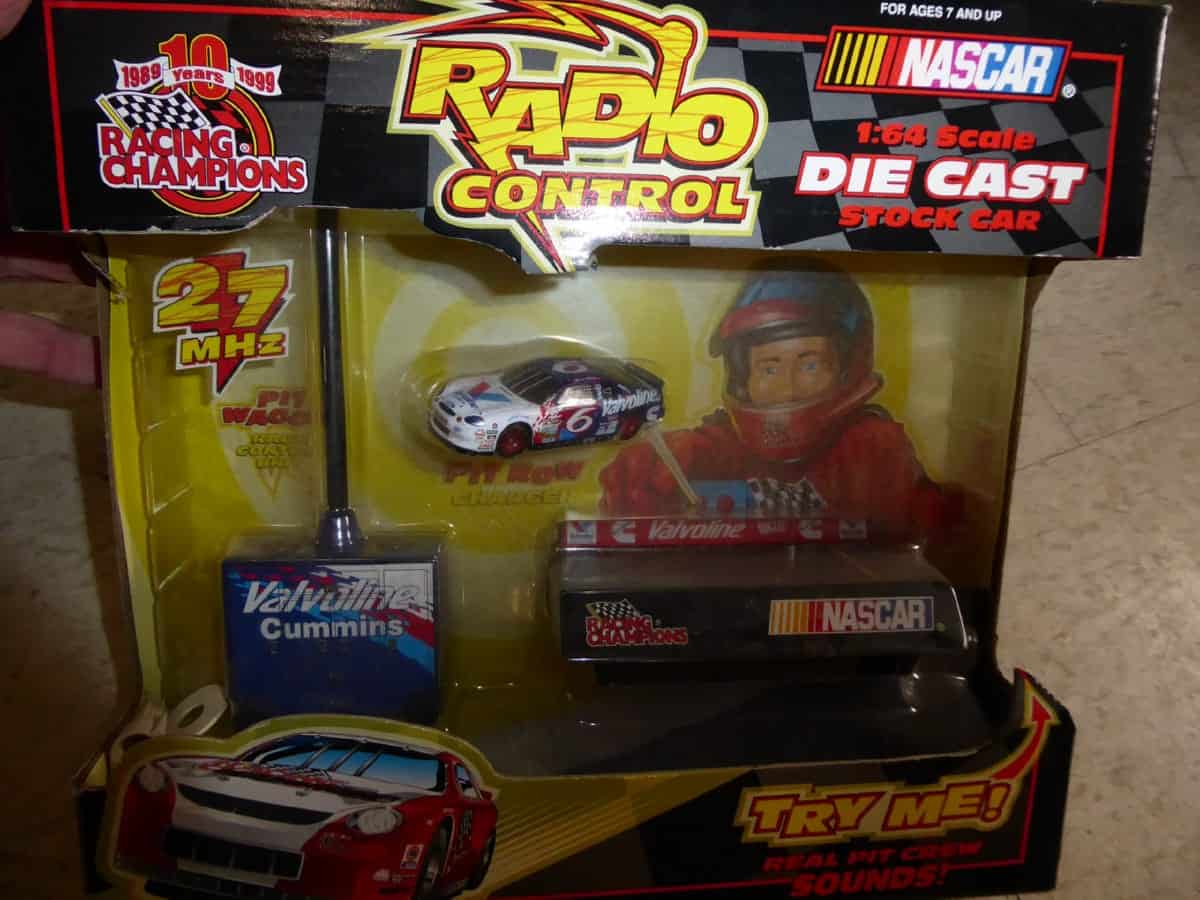 FOR AGES 7 AND UP
10
1989 Years 1999
RACING
CHAMPIONS
RADIO
CONTROL
NASCAR
1:64 Scale
DIE CAST
STOCK CAR
27
MHz
PIT
Valvoline
6
PIT ROW
CHARGER
Valvoline
Valvoline
Cummins
RACING
CHAMPIONS
NASCAR
TRY ME!
REAL PIT CREW
SOUNDS!